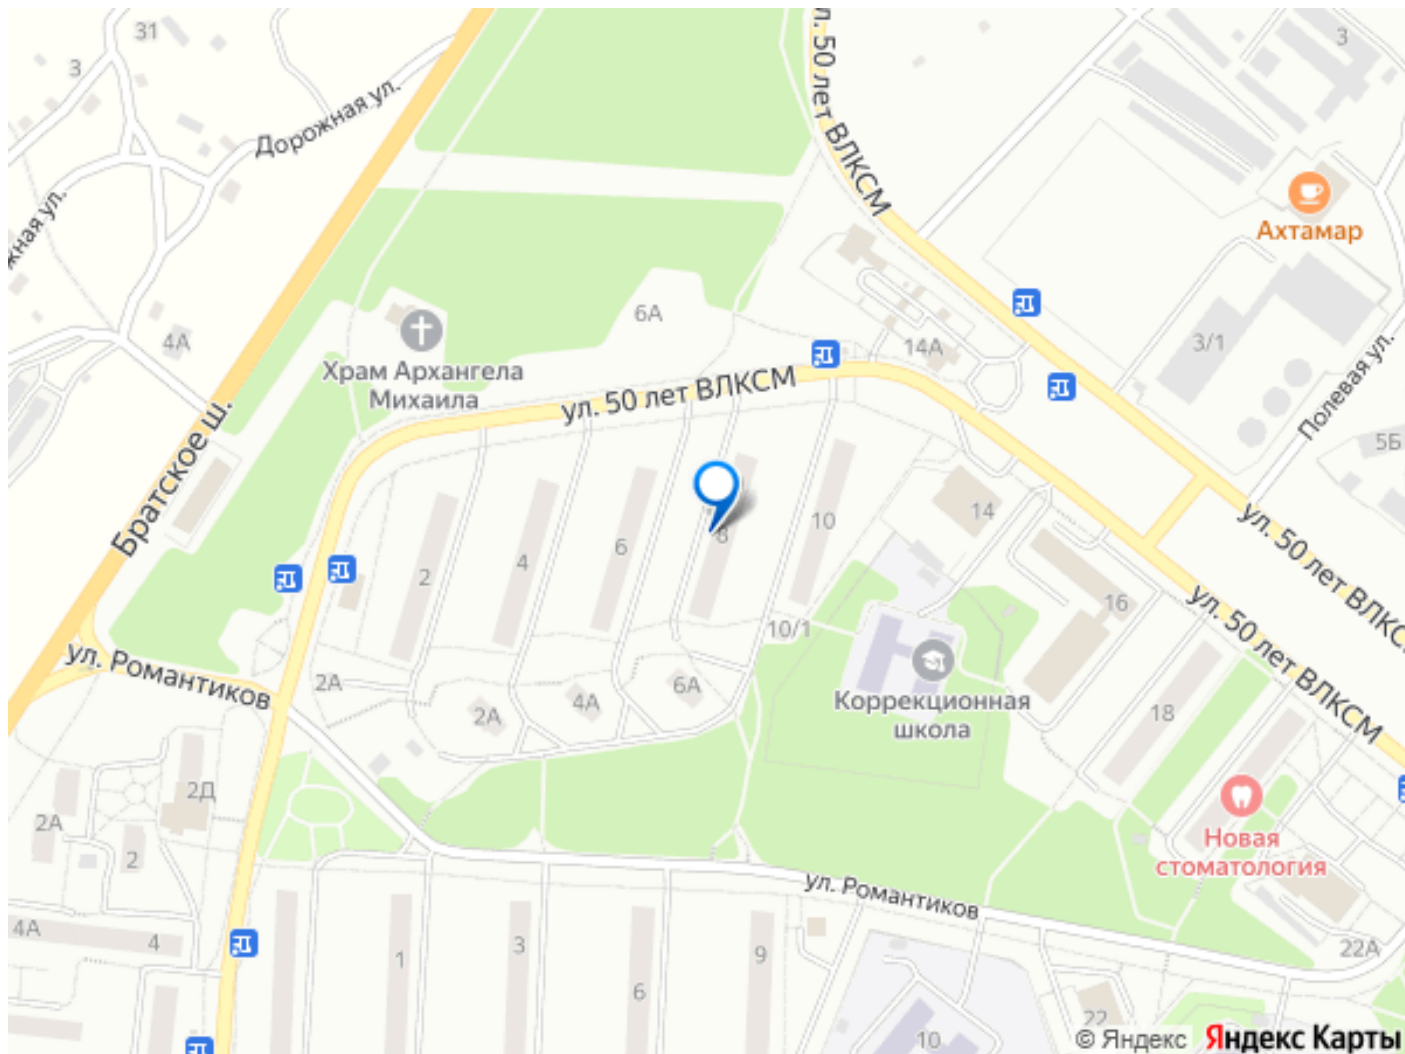 31
3
Дорожная ул.
жная ул.
л. 50 лет ВЛКСМ
3
Ахтамар
4А
6А
Храм Архангела
Михаила
14А
3/1
Полевая ул.
ул. 50 лет ВЛКСМ
Братское ш.
5Б
2
4
6
8
10
14
16
ул. 50 лет ВЛКС
ул. 50 лет ВЛКСМ
10/1
ул. Романтиков
2А
2А
4А
6А
Коррекционная
школа
18
2Д
2А
2
Новая
стоматология
ул. Романтиков
4А
4
1
3
6
9
10
22
22А
© Яндекс Яндекс Карты